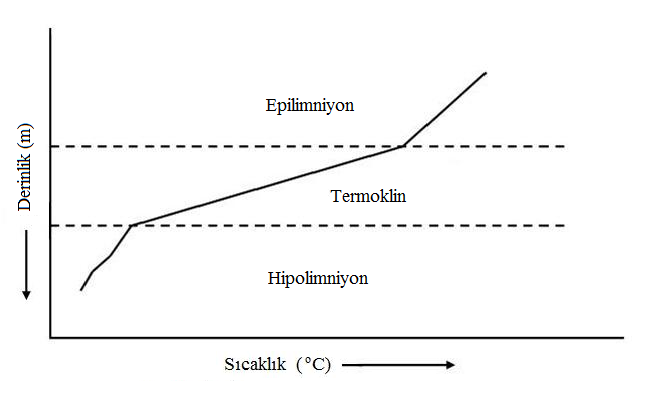 Epilimniyon
Derinlik (m)
Termoklin
Hipolimniyon
Sıcaklık (°C)